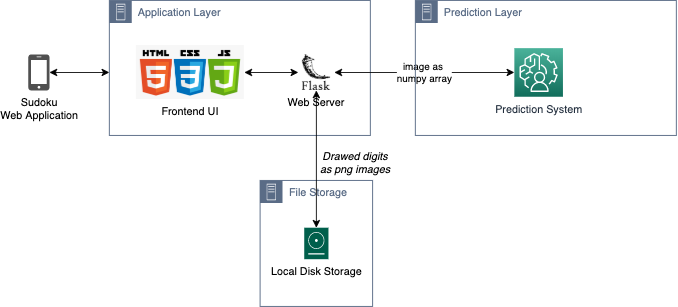 Application Layer
Prediction Layer
HTML
CSS
JS
5
3
J
Flask
image as
numpy array
Sudoku
Web Application
Frontend UI
Web Server
Prediction System
Drawed digits
as png images
File Storage
Local Disk Storage